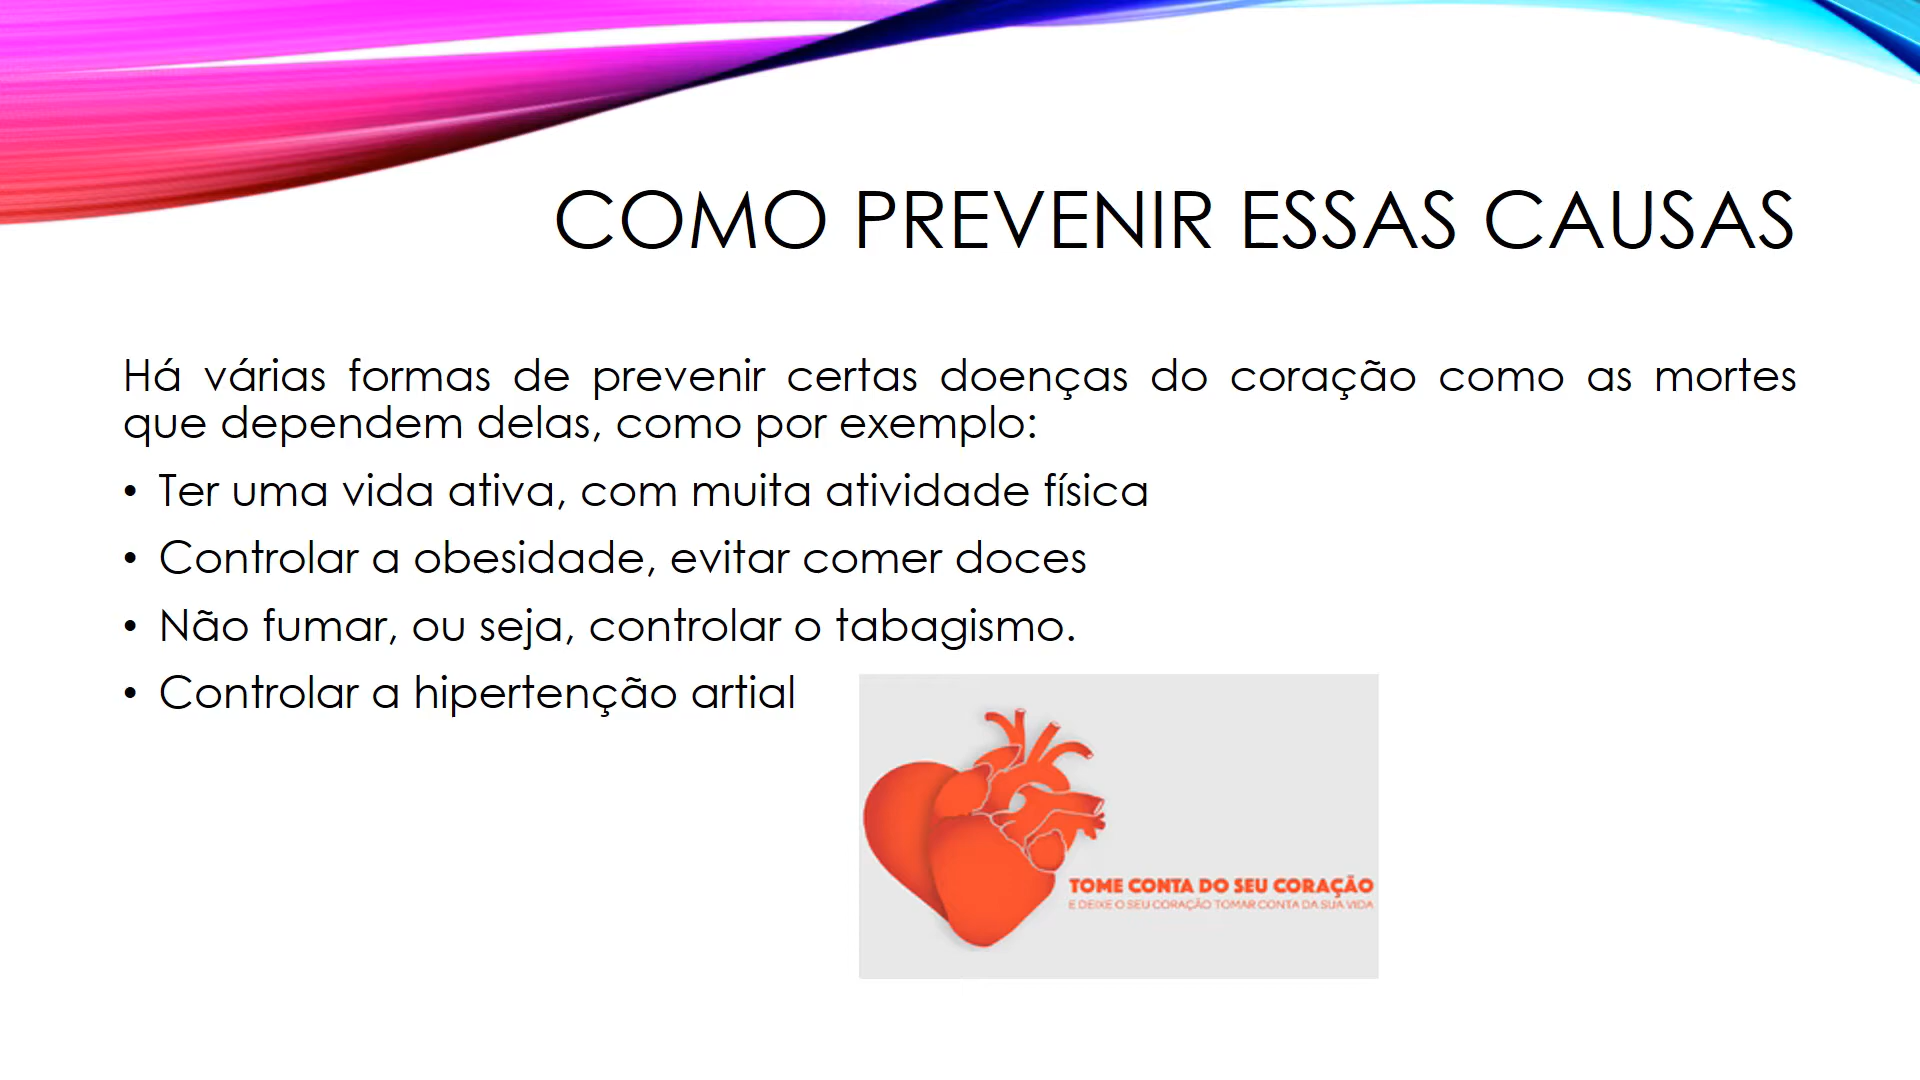 COMO PREVENIR ESSAS CAUSAS
Há várias formas de prevenir certas doenças do coração como as mortes
que dependem delas, como por exemplo:
• Ter uma vida ativa, com muita atividade física
• Controlar a obesidade, evitar comer doces
• Não fumar, ou seja, controlar o tabagismo.
• Controlar a hipertenção artial
TOME CONTA DO SEU CORAÇÃO
E DEIXE O SEU CORAÇÃO TOMAR CONTA DA SUA VIDA